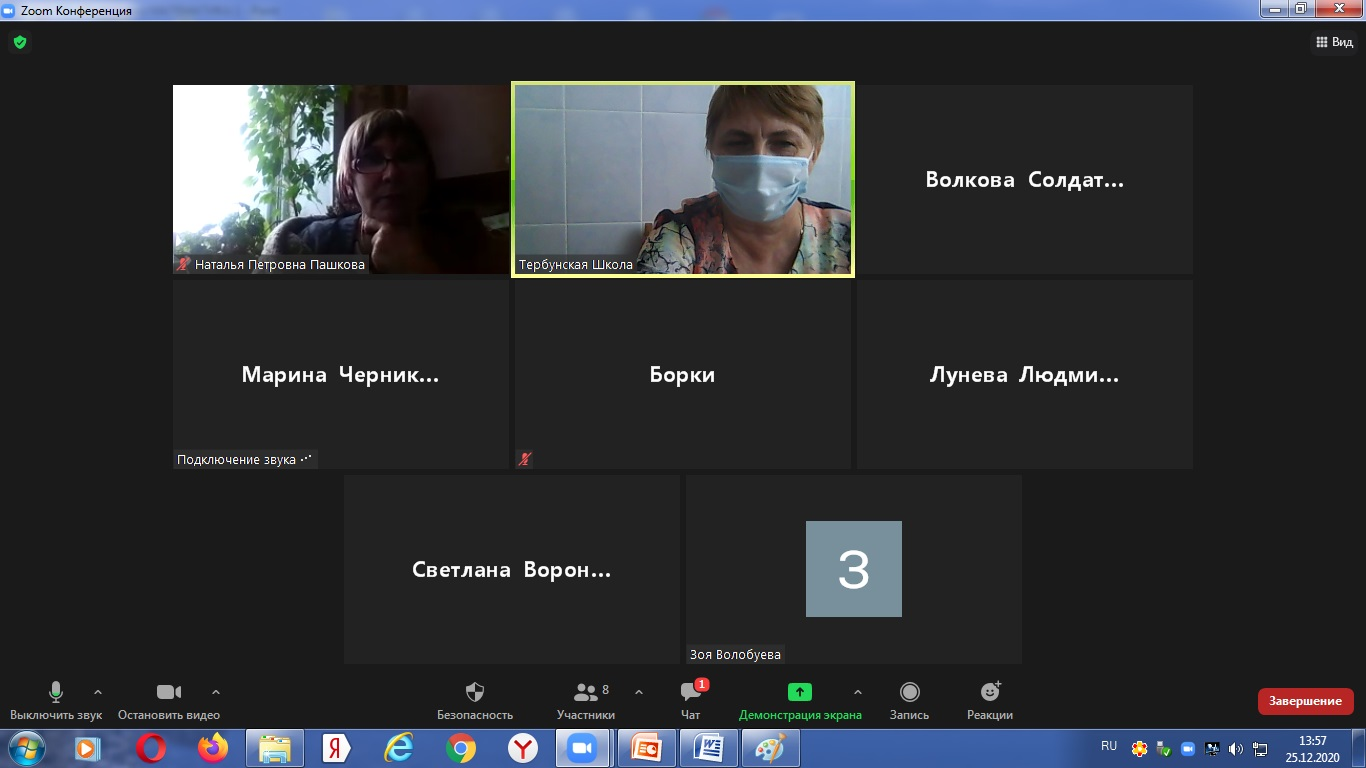 Zoom Конференция
Вид
Наталья Петровна Пашкова
Тербунская Школа
Волкова Солдат...
Марина Черник...
Подключение звука ...
Борки
Лунева Людми...
Светлана Ворон...
З
Зоя Волобуева
8
1
Выключить звук
Остановить видео
Безопасность
Участники
Чат
Демонстрация экрана
Запись
Реакции
Завершение
RU
13:57
25.12.2020